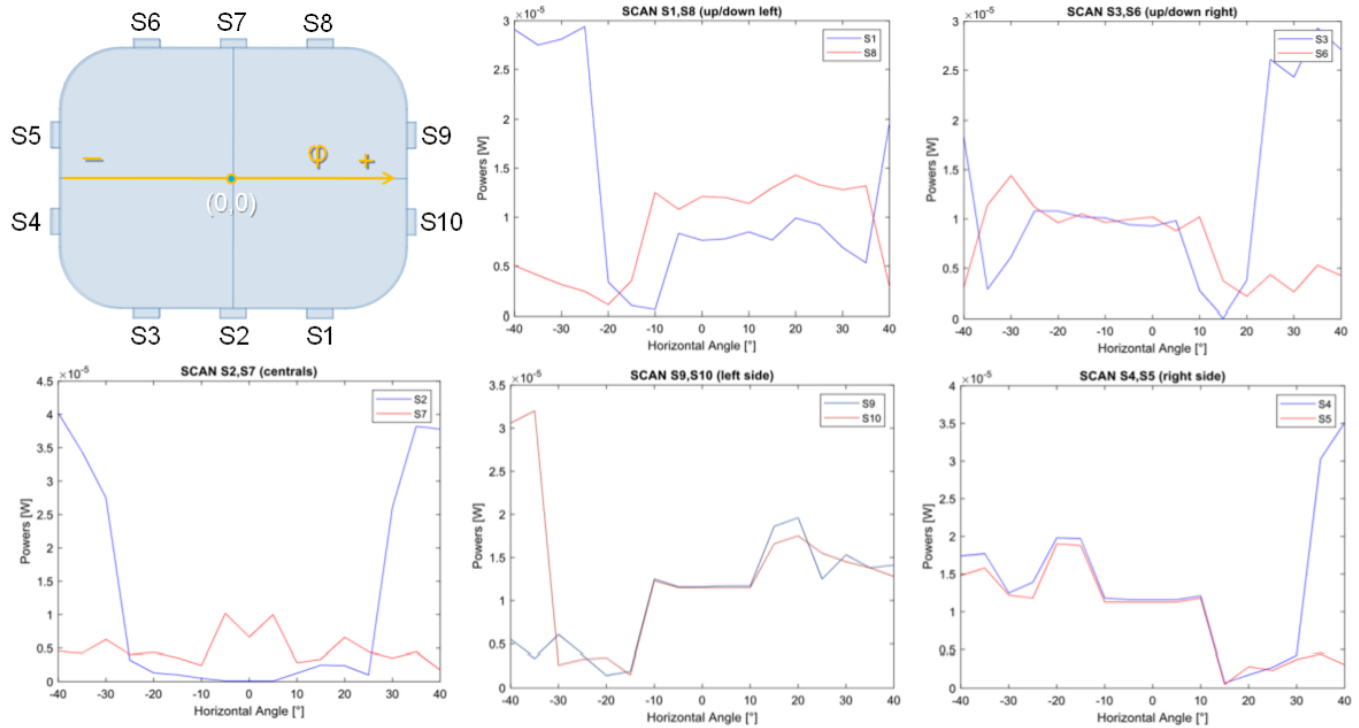 S6 S7 S8
S5 S9
− φ +
(0,0)
S4 S10
S3 S2 S1
SCAN S1,S8 (up/down left)
×10⁻⁵
3
2.5
2
1.5
1
0.5
0
Powers [W]
S1
S8
-40 -30 -20 -10 0 10 20 30 40
Horizontal Angle [°]
SCAN S3,S6 (up/down right)
×10⁻⁵
3
2.5
2
1.5
1
0.5
0
Powers [W]
S3
S6
-40 -30 -20 -10 0 10 20 30 40
Horizontal Angle [°]
SCAN S2,S7 (centrals)
×10⁻⁵
4.5
4
3.5
3
2.5
2
1.5
1
0.5
0
Powers [W]
S2
S7
-40 -30 -20 -10 0 10 20 30 40
Horizontal Angle [°]
SCAN S9,S10 (left side)
×10⁻⁵
3.5
3
2.5
2
1.5
1
0.5
0
Powers [W]
S9
S10
-40 -30 -20 -10 0 10 20 30 40
Horizontal Angle [°]
SCAN S4,S5 (right side)
×10⁻⁵
4
3.5
3
2.5
2
1.5
1
0.5
0
Powers [W]
S4
S5
-40 -30 -20 -10 0 10 20 30 40
Horizontal Angle [°]